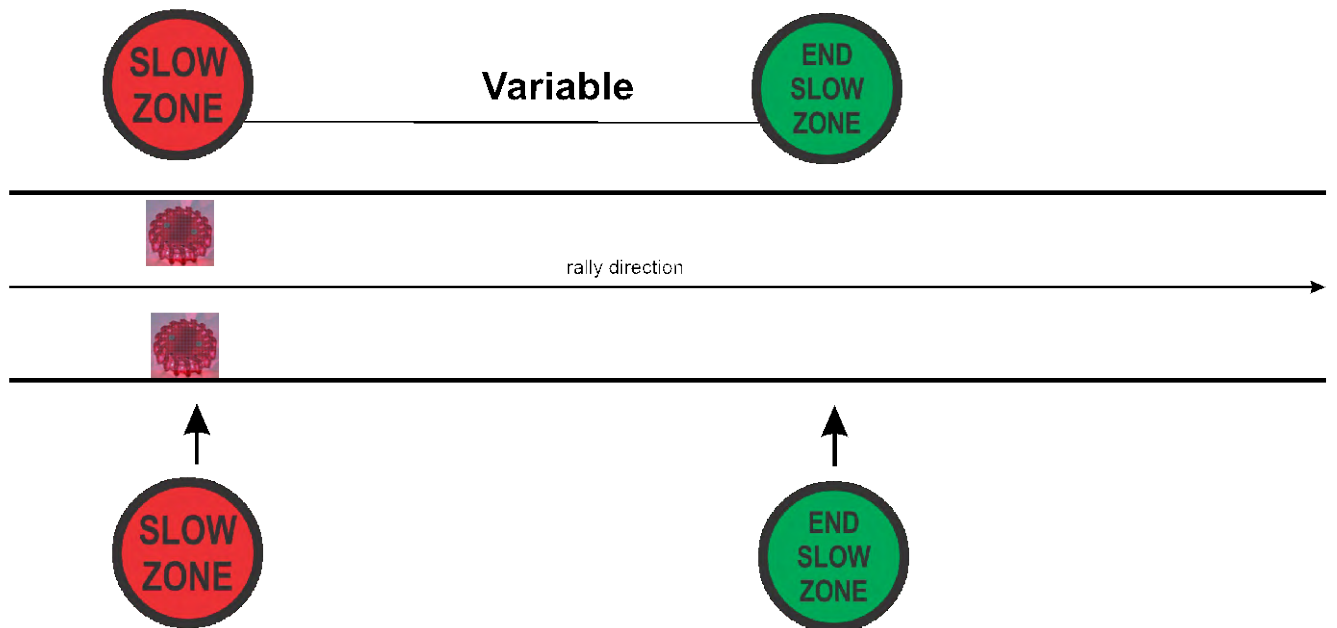 SLOW
ZONE
Variable
END
SLOW
ZONE
rally direction
SLOW
ZONE
END
SLOW
ZONE